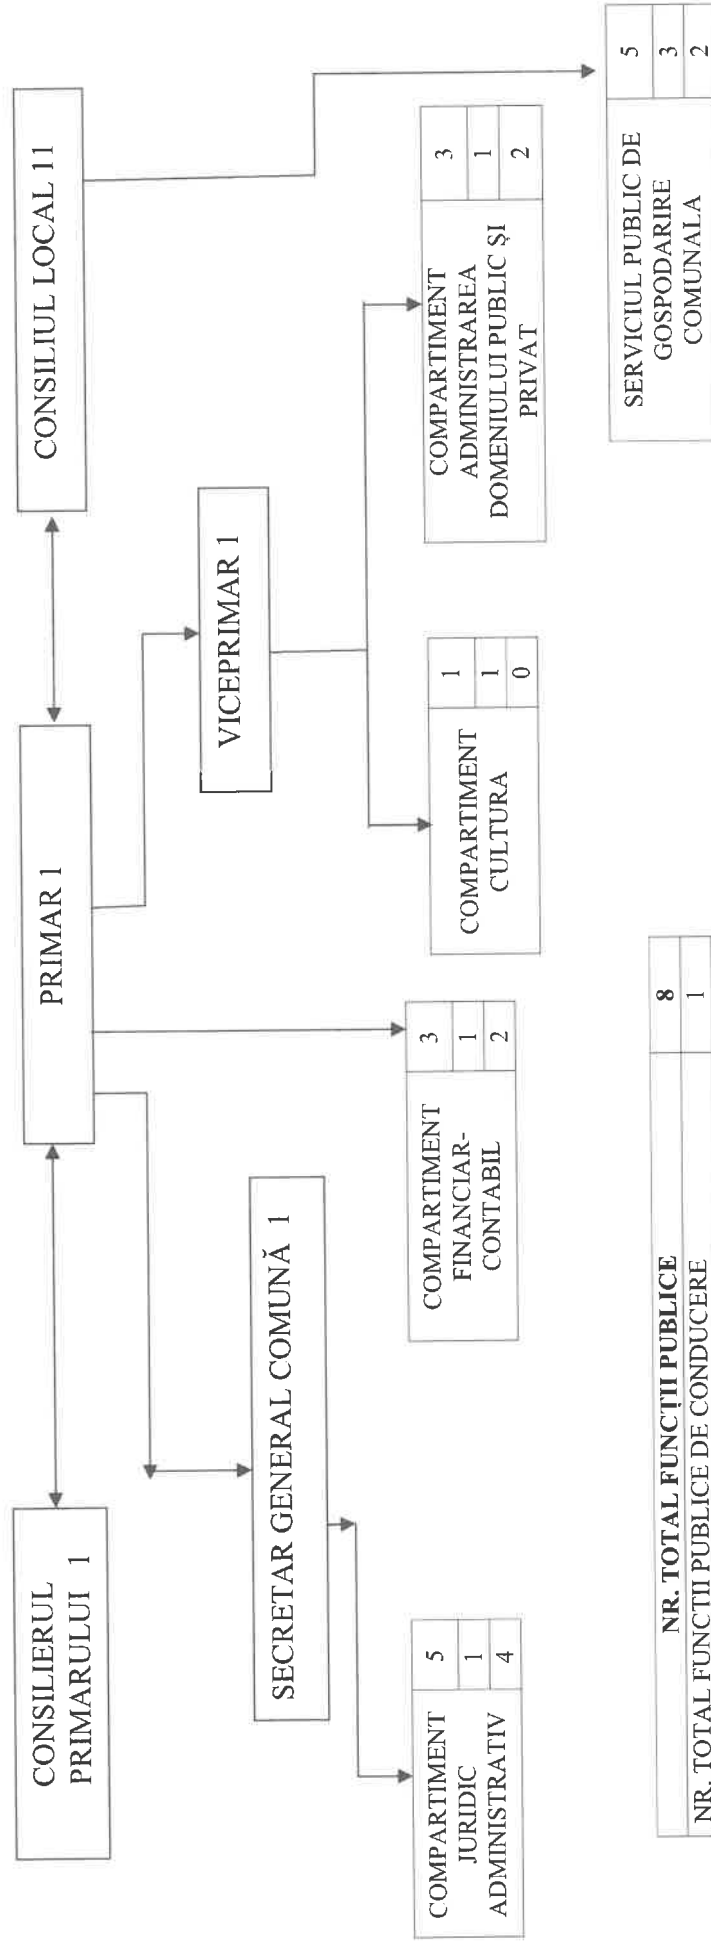 CONSILIERUL
PRIMARULUI 1
PRIMAR 1
CONSILIUL LOCAL 11
SECRETAR GENERAL COMUNĂ 1
VICEPRIMAR 1
COMPARTIMENT
JURIDIC
ADMINISTRATIV
5
1
4
COMPARTIMENT
FINANCIAR-
CONTABIL
3
1
2
COMPARTIMENT
CULTURA
1
1
0
COMPARTIMENT
ADMINISTRAREA
DOMENIULUI PUBLIC ȘI
PRIVAT
3
1
2
SERVICIUL PUBLIC DE
GOSPODARIRE
COMUNALA
5
3
2
NR. TOTAL FUNCȚII PUBLICE 8
NR. TOTAL FUNCTII PUBLICE DE CONDUCERE 1